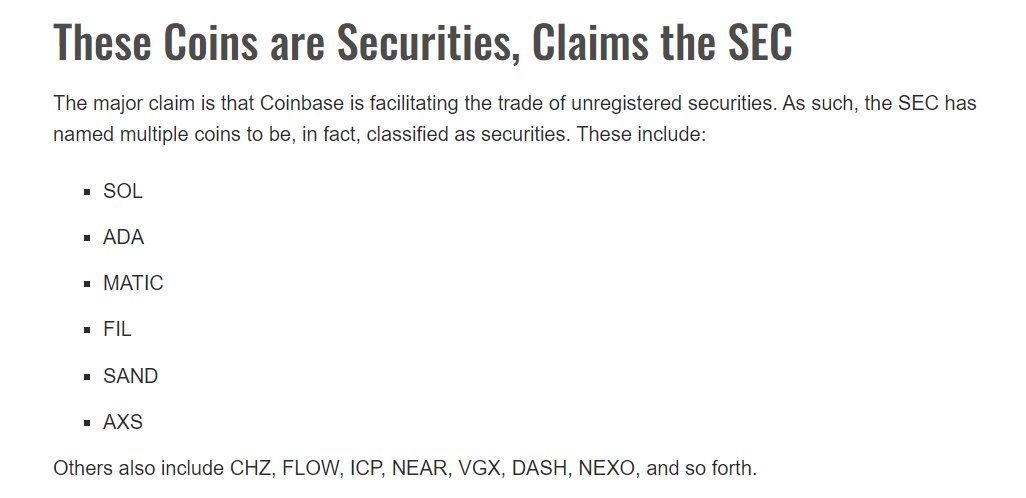 These Coins are Securities, Claims the SEC
The major claim is that Coinbase is facilitating the trade of unregistered securities. As such, the SEC has
named multiple coins to be, in fact, classified as securities. These include:
▪ SOL
▪ ADA
▪ MATIC
▪ FIL
▪ SAND
▪ AXS
Others also include CHZ, FLOW, ICP, NEAR, VGX, DASH, NEXO, and so forth.